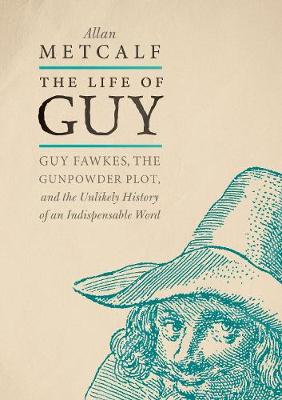 Allan
METCALF
THE LIFE OF
GUY
GUY FAWKES, THE
GUNPOWDER PLOT,
and the Unlikely History
of an Indispensable Word